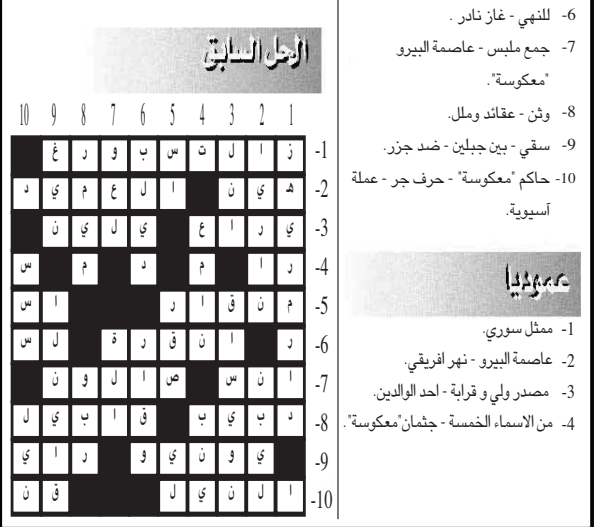 6- للنهي - غاز نادر .
7- جمع ملبس - عاصمة البيرو
"معكوسة".
8- وثن - عقائد وملل.
9- سقي - بين جبلين - ضد جزر.
10- حاكم "معكوسة" - حرف جر - عملة
آسيوية.
عموديا
1- ممثل سوري.
2- عاصمة البيرو - نهر افريقي.
3- مصدر ولي و قرابة - احد الوالدين.
4- من الاسماء الخمسة - جثمان"معكوسة".
الحل السابق
1 2 3 4 5 6 7 8 9 10
1- ز ا ل ت س ب و ر غ
2- ه ي ن ا ل ع م ي د
3- ي ر ا ع ي ل ي ن
4- ر ا م د م س
5- م ن ق ا ر ا س
6- ر ا ن ق ر ة ل س
7- ا ن س ص ا ل و ن
8- د ب ي ب ق ا ب ي ل
9- ي و ن ي و ر ا ي
10- ا ل ن ي ل ق ن